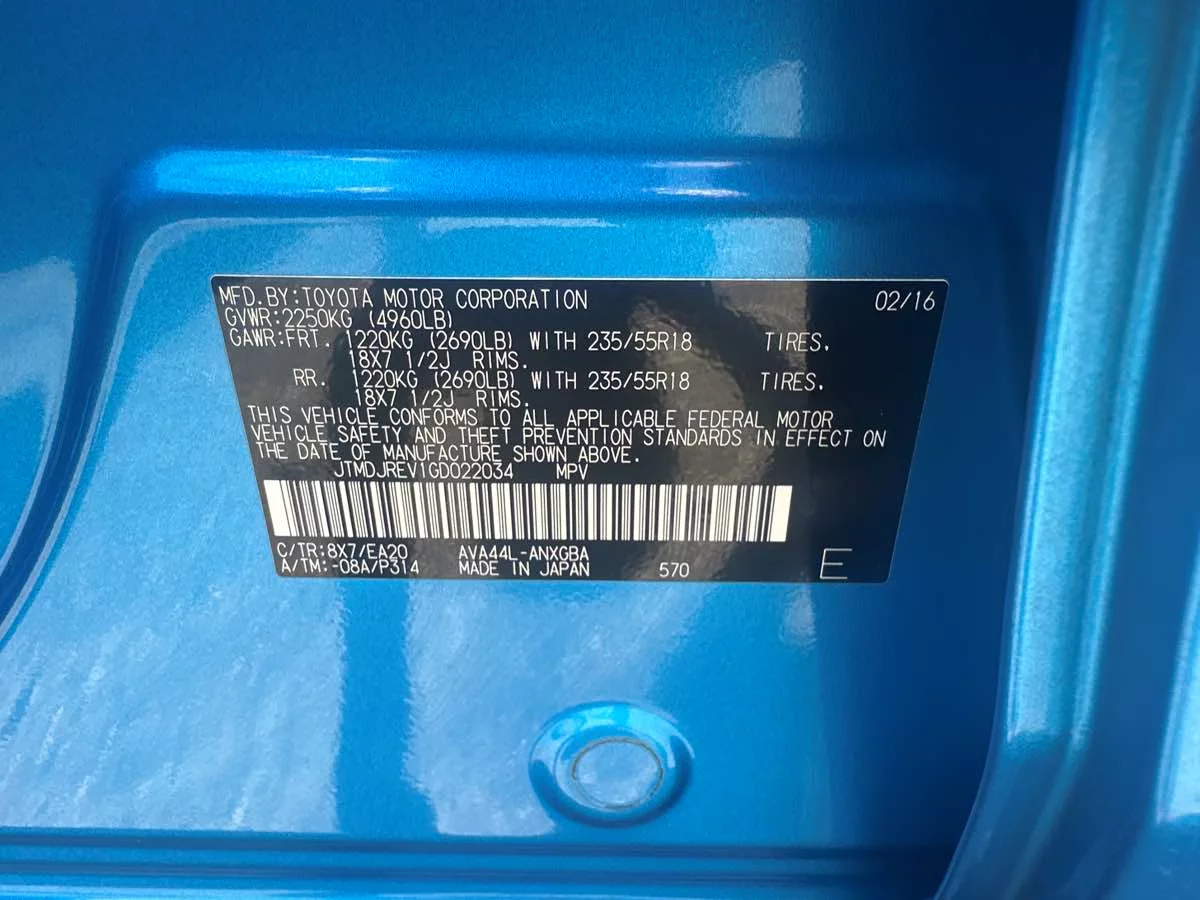 MFD.BY:TOYOTA MOTOR CORPORATION 02/16
GVWR:2250KG (4960LB)
GAWR:FRT. 1220KG (2690LB) WITH 235/55R18 TIRES.
18X7 1/2J RIMS.
RR. 1220KG (2690LB) WITH 235/55R18 TIRES.
18X7 1/2J RIMS.
THIS VEHICLE CONFORMS TO ALL APPLICABLE FEDERAL MOTOR
VEHICLE SAFETY AND THEFT PREVENTION STANDARDS IN EFFECT ON
THE DATE OF MANUFACTURE SHOWN ABOVE.
JTMDJREV1GD022034 MPV
C/TR:8X7/EA20 AVA44L-ANXGBA
A/TM:-08A/P314 MADE IN JAPAN 570 E